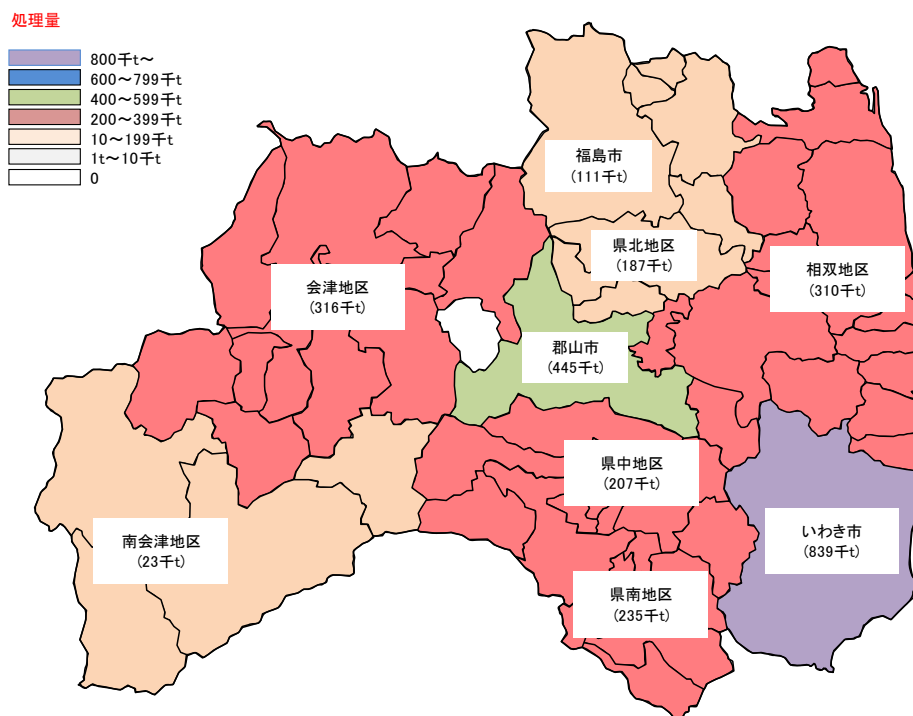 処理量
800千t～
600～799千t
400～599千t
200～399千t
10～199千t
1t～10千t
0
福島市
(111千t)
県北地区
(187千t)
相双地区
(310千t)
会津地区
(316千t)
郡山市
(445千t)
県中地区
(207千t)
南会津地区
(23千t)
いわき市
(839千t)
県南地区
(235千t)